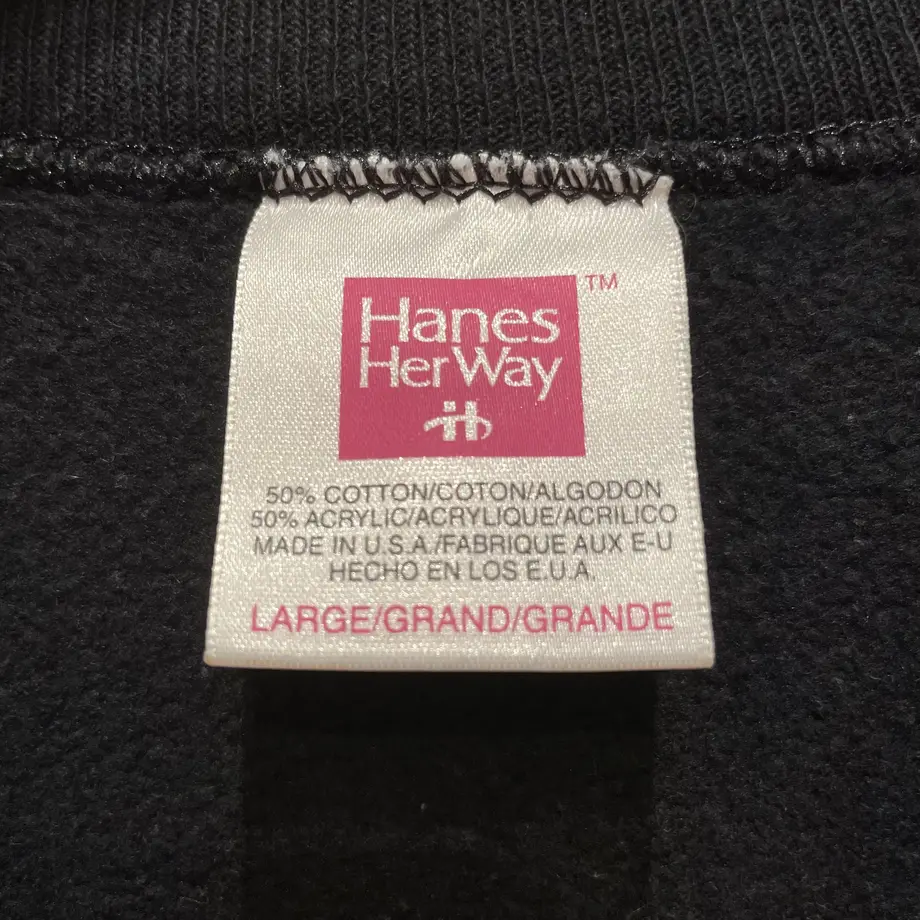 Hanes
HerWay
TM
50% COTTON/COTON/ALGODON
50% ACRYLIC/ACRYLIQUE/ACRILICO
MADE IN U.S.A./FABRIQUE AUX E-U
HECHO EN LOS E.U.A.
LARGE/GRAND/GRANDE